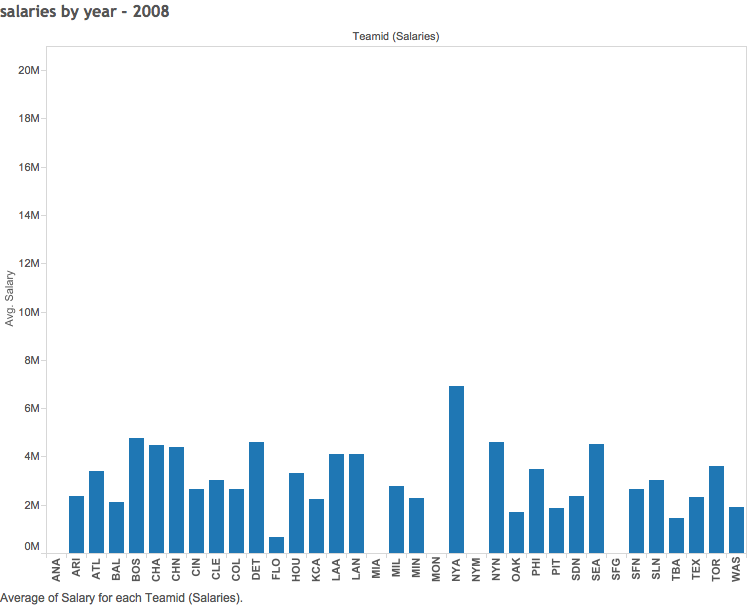 salaries by year - 2008
Teamid (Salaries)
20M
18M
16M
14M
12M
10M
8M
6M
4M
2M
0M
Avg. Salary
ANA ARI ATL BAL BOS CHA CHN CIN CLE COL DET FLO HOU KCA LAA LAN MIA MIL MIN MON NYA NYM NYN OAK PHI PIT SDN SEA SFG SFN SLN TBA TEX TOR WAS
Average of Salary for each Teamid (Salaries).